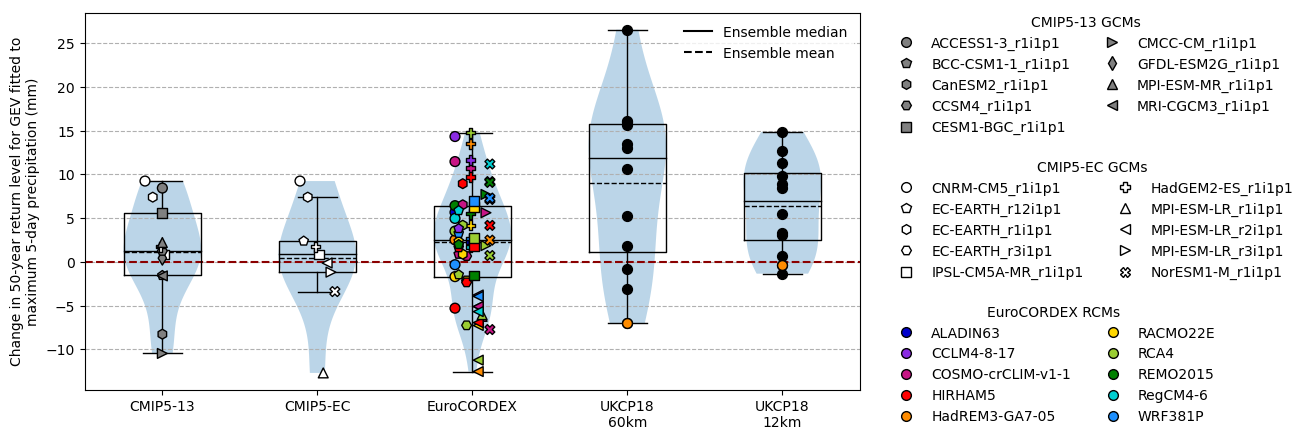 Change in 50-year return level for GEV fitted to
maximum 5-day precipitation (mm)
25
20
15
10
5
0
−5
−10
Ensemble median
Ensemble mean
CMIP5-13
CMIP5-EC
EuroCORDEX
UKCP18
60km
UKCP18
12km
CMIP5-13 GCMs
ACCESS1-3_r1i1p1
BCC-CSM1-1_r1i1p1
CanESM2_r1i1p1
CCSM4_r1i1p1
CESM1-BGC_r1i1p1
CMCC-CM_r1i1p1
GFDL-ESM2G_r1i1p1
MPI-ESM-MR_r1i1p1
MRI-CGCM3_r1i1p1
CMIP5-EC GCMs
CNRM-CM5_r1i1p1
EC-EARTH_r12i1p1
EC-EARTH_r1i1p1
EC-EARTH_r3i1p1
IPSL-CM5A-MR_r1i1p1
HadGEM2-ES_r1i1p1
MPI-ESM-LR_r1i1p1
MPI-ESM-LR_r2i1p1
MPI-ESM-LR_r3i1p1
NorESM1-M_r1i1p1
EuroCORDEX RCMs
ALADIN63
CCLM4-8-17
COSMO-crCLIM-v1-1
HIRHAM5
HadREM3-GA7-05
RACMO22E
RCA4
REMO2015
RegCM4-6
WRF381P